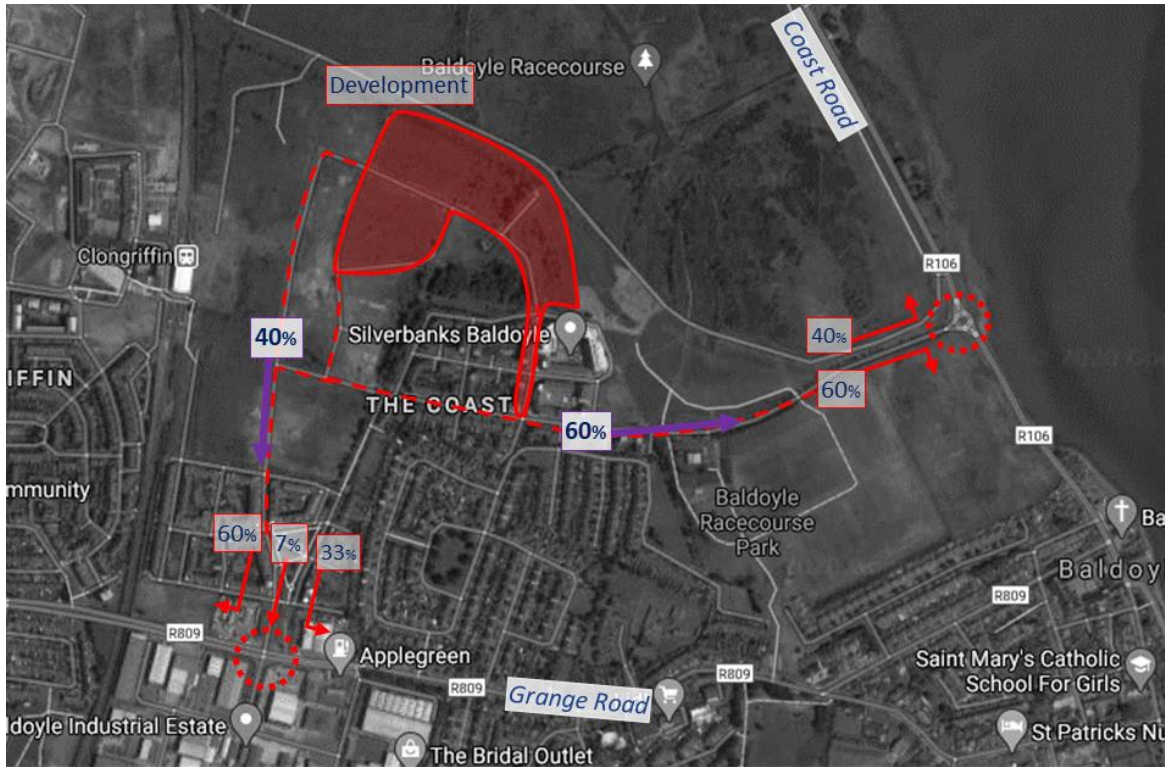 Coast Road
Baldoyle Racecourse
Development
Clongriffin
R106
40%
Silverbanks Baldoyle
40%
IFFIN
60%
THE COAST
60%
R106
mmunity
Baldoyle
Racecourse
Park
Ba
60%
7%
33%
Baldoy
R809
R809
Applegreen
R809
Saint Mary's Catholic
School For Girls
Grange Road
ldoyle Industrial Estate
St Patricks Nu
The Bridal Outlet